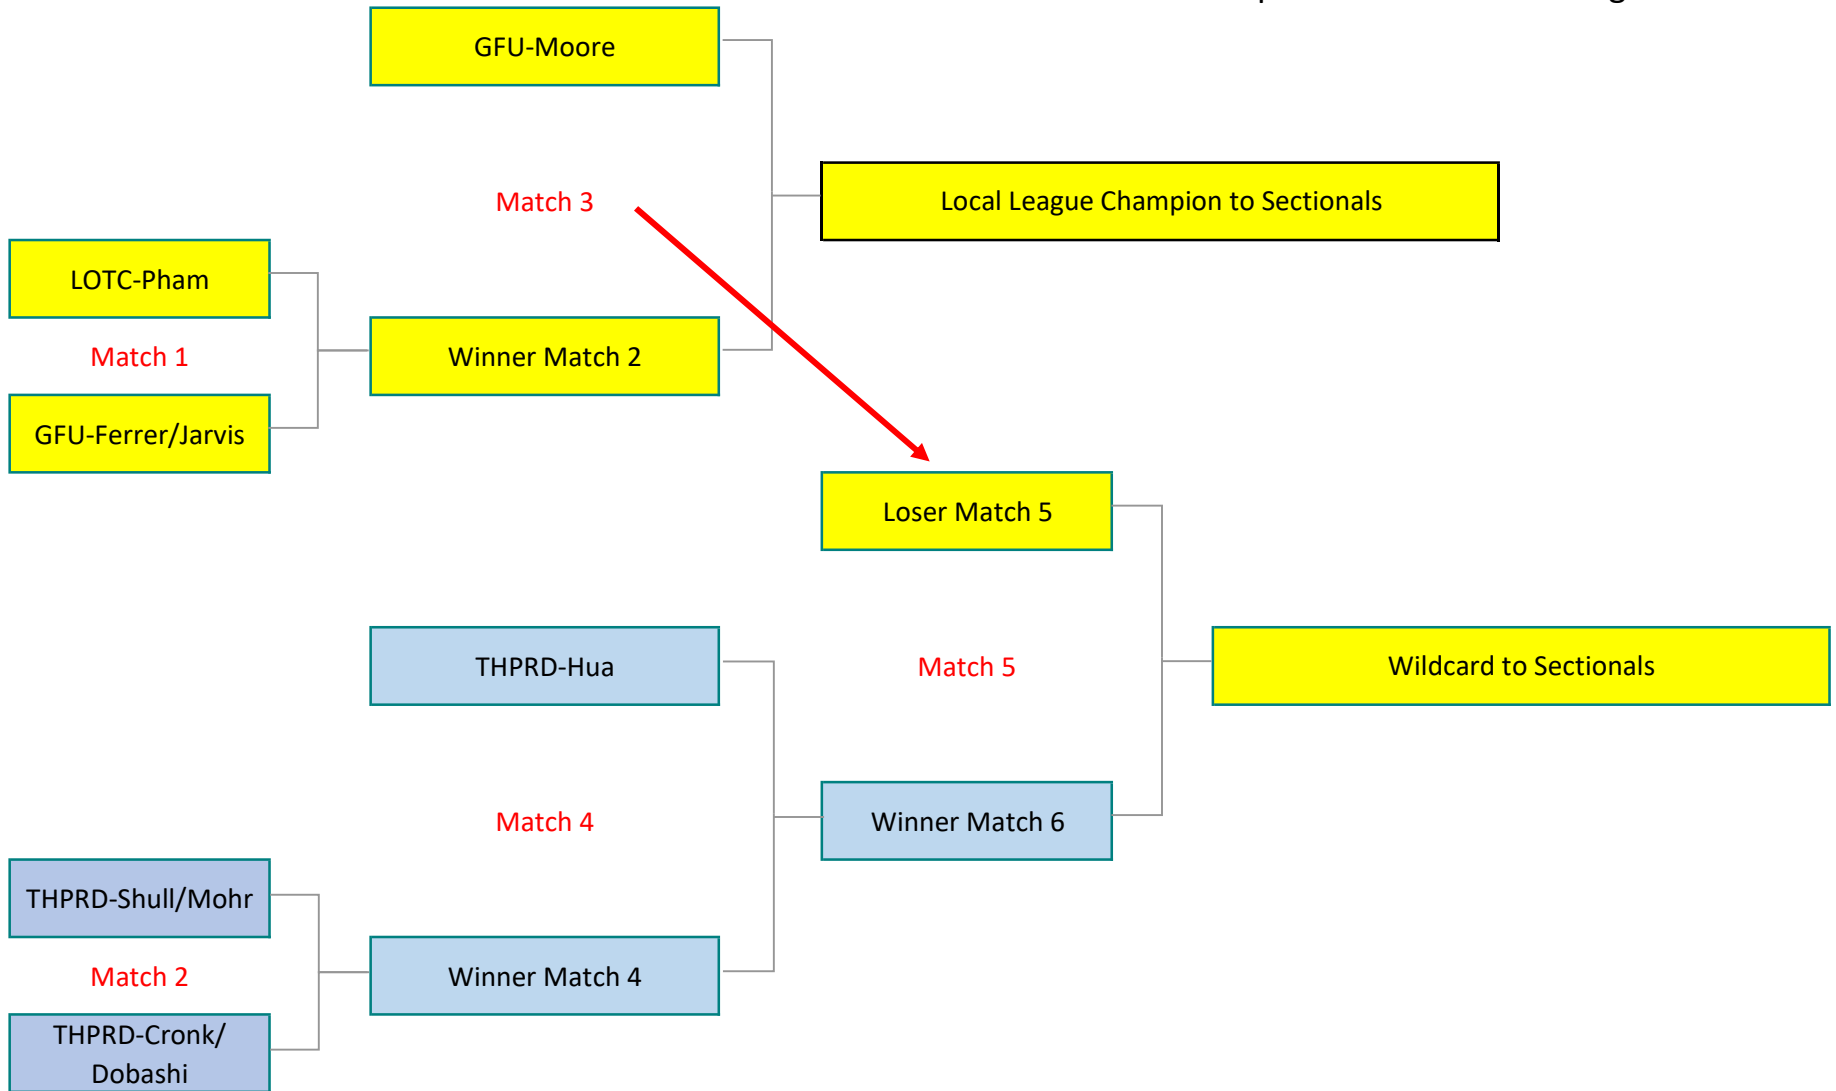 GFU-Moore
Match 3
Local League Champion to Sectionals
LOTC-Pham
Match 1
Winner Match 2
GFU-Ferrer/Jarvis
Loser Match 5
THPRD-Hua
Match 5
Wildcard to Sectionals
Match 4
Winner Match 6
THPRD-Shull/Mohr
Match 2
Winner Match 4
THPRD-Cronk/
Dobashi